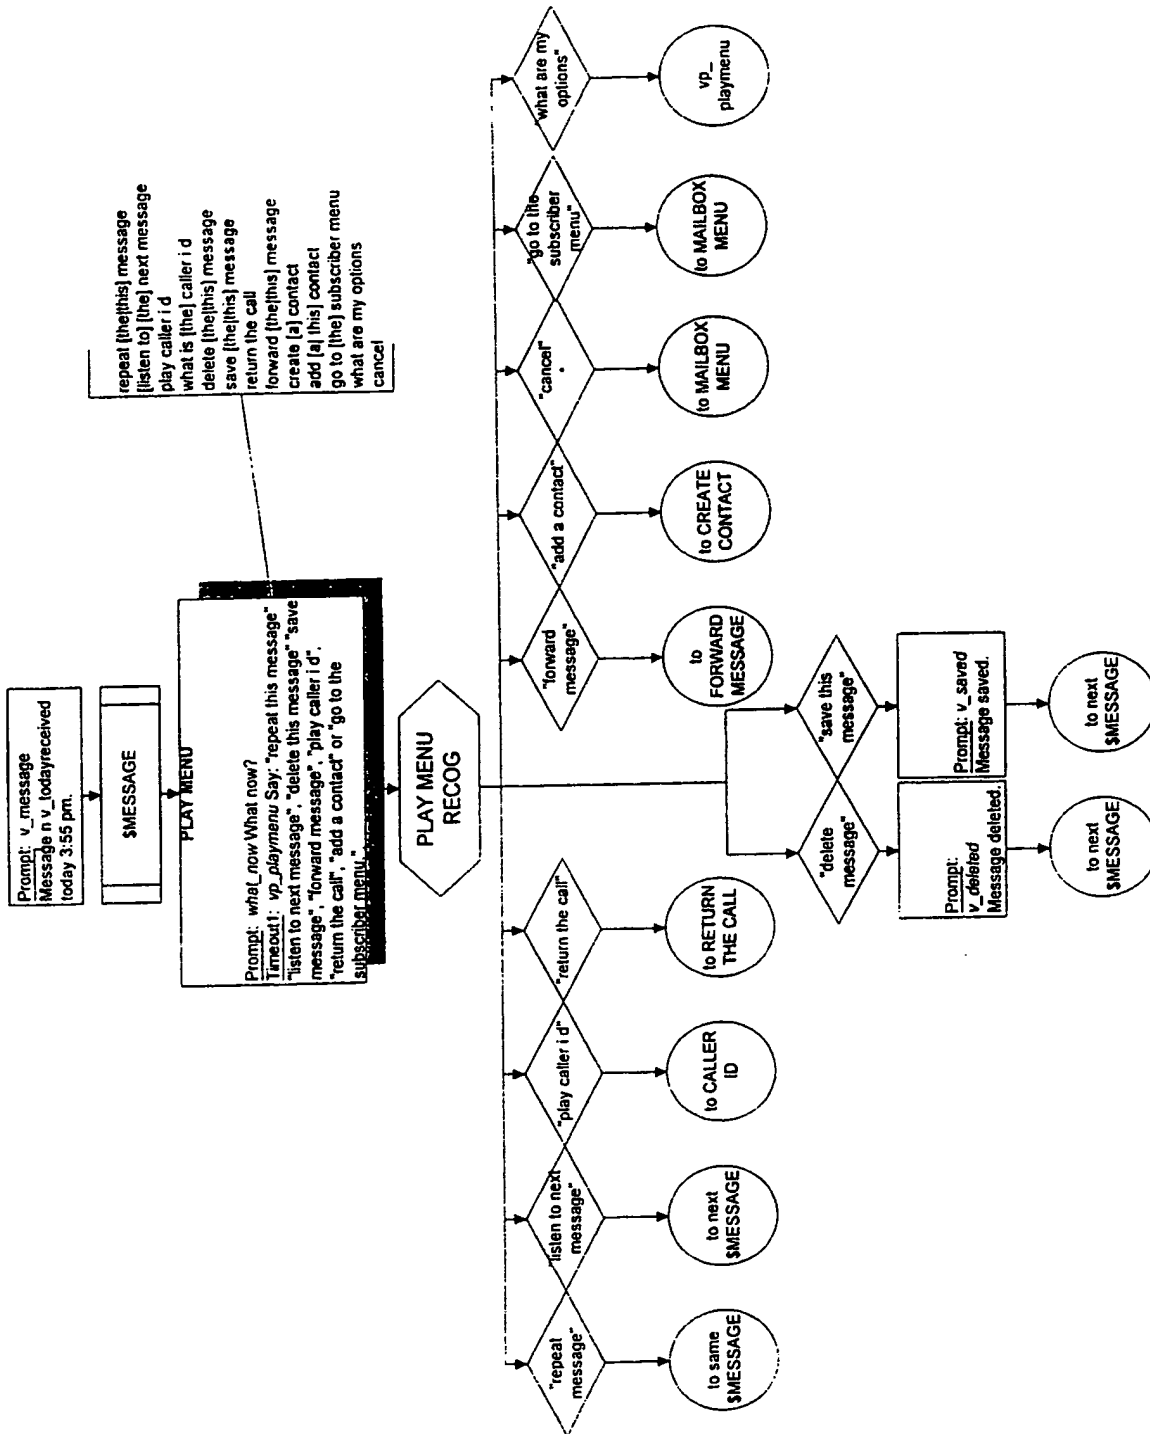 Prompt: v_message
Message n v_todayreceived
today 3:55 pm.
$MESSAGE
PLAY MENU
Prompt: what_now What now?
Timeout1: vp_playmenu Say: "repeat this message"
"listen to next message", "delete this message" "save
message", "forward message", "play caller i d",
"return the call", "add a contact" or "go to the
subscriber menu."
repeat [the|this] message
[listen to] [the] next message
play caller i d
what is [the] caller i d
delete [the|this] message
save [the|this] message
return the call
forward [the|this] message
create [a] contact
add [a| this] contact
go to [the] subscriber menu
what are my options
cancel
PLAY MENU
RECOG
"repeat
message"
"listen to next
message"
"play caller i d"
"return the call"
"forward
message"
"add a contact"
"cancel"
"go to the
subscriber
menu"
"what are my
options"
to same
$MESSAGE
to next
$MESSAGE
to CALLER
ID
to RETURN
THE CALL
to
FORWARD
MESSAGE
to CREATE
CONTACT
to MAILBOX
MENU
to MAILBOX
MENU
vp_
playmenu
"delete
message"
"save this
message"
Prompt:
v_deleted
Message deleted.
Prompt: v_saved
Message saved.
to next
$MESSAGE
to next
$MESSAGE